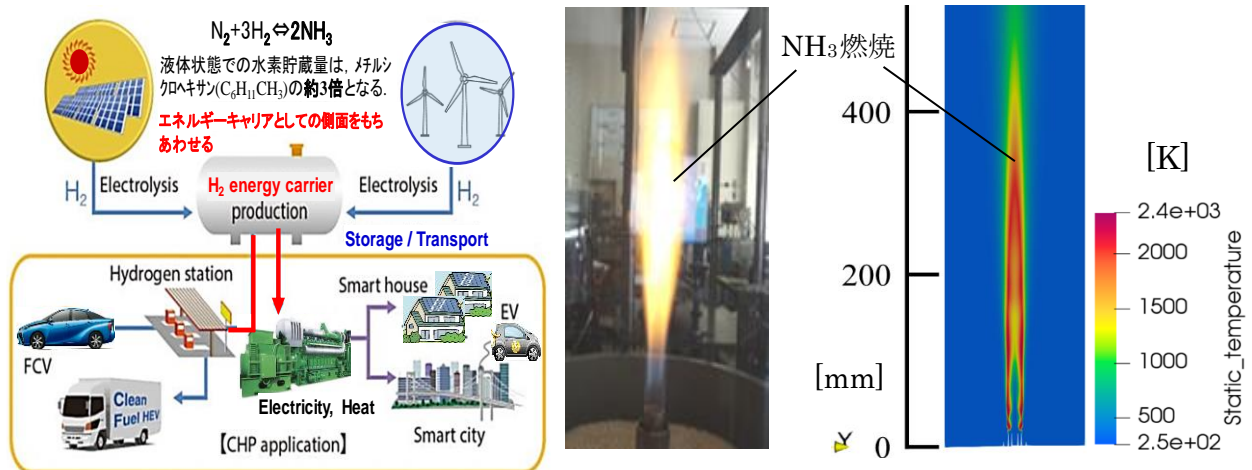 N₂+3H₂⇔2NH₃
液体状態での水素貯蔵量は，メチルシ
クロヘキサン(C₆H₁₁CH₃)の約3倍となる.
エネルギーキャリアとしての側面をもち
あわせる
H₂
Electrolysis
H₂ energy carrier
production
Electrolysis
H₂
Storage / Transport
Hydrogen station
Smart house
EV
FCV
Clean
Fuel HEV
Electricity, Heat
Smart city
【CHP application】
NH₃燃焼
400
200
[mm]
0
Y
[K]
2.4e+03
2000
1500
1000
500
2.5e+02
Static_temperature